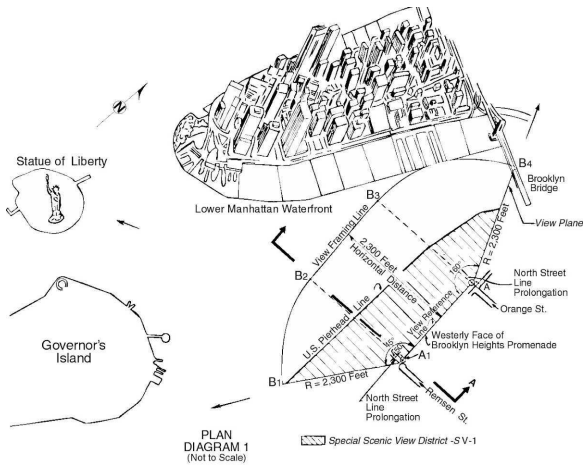 N
Statue of Liberty
Lower Manhattan Waterfront
B4
Brooklyn
Bridge
View Plane
B3
View Framing Line
2,300 Feet
Horizontal Distance
R = 2,300 Feet
160°
A
North Street
Line
Prolongation
Orange St.
B2
U.S. Pierhead Line
View Reference
Line
45°
Westerly Face of
Brooklyn Heights Promenade
A1
Governor's
Island
B1
R = 2,300 Feet
A
Remsen St.
North Street
Line
Prolongation
PLAN
DIAGRAM 1
(Not to Scale)
Special Scenic View District -S V-1